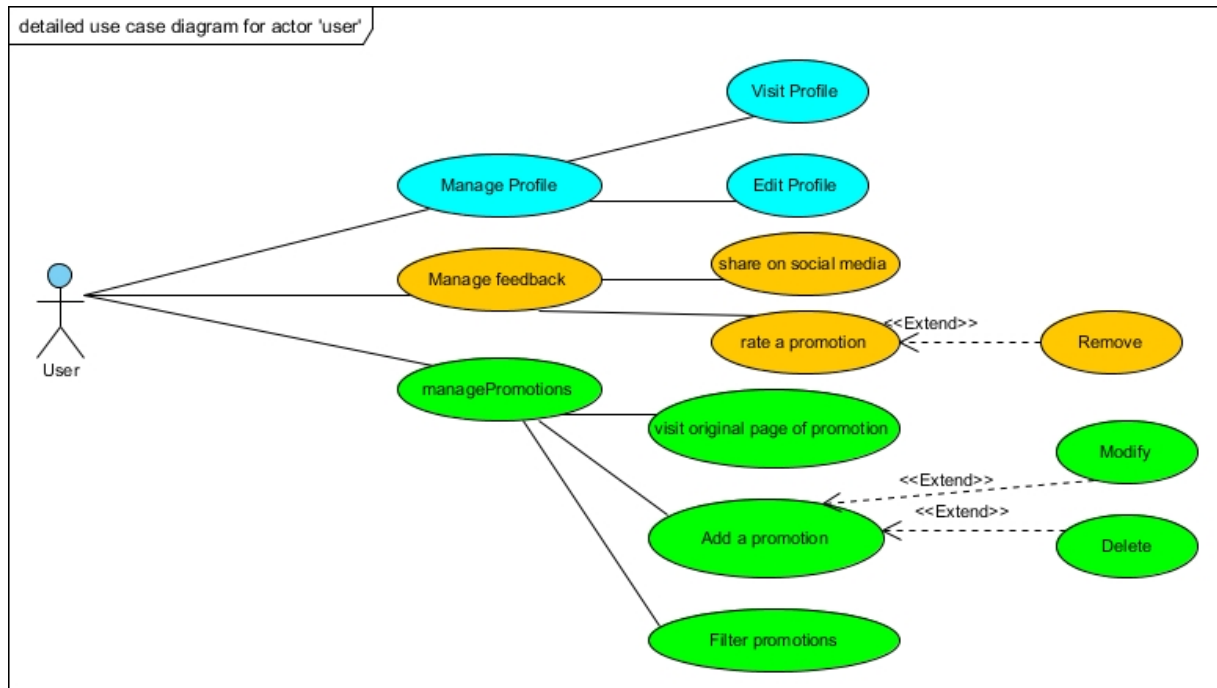 detailed use case diagram for actor 'user'
Visit Profile
Manage Profile
Edit Profile
share on social media
Manage feedback
<<Extend>>
rate a promotion
Remove
User
managePromotions
visit original page of promotion
Modify
<<Extend>>
<<Extend>>
Add a promotion
Delete
Filter promotions